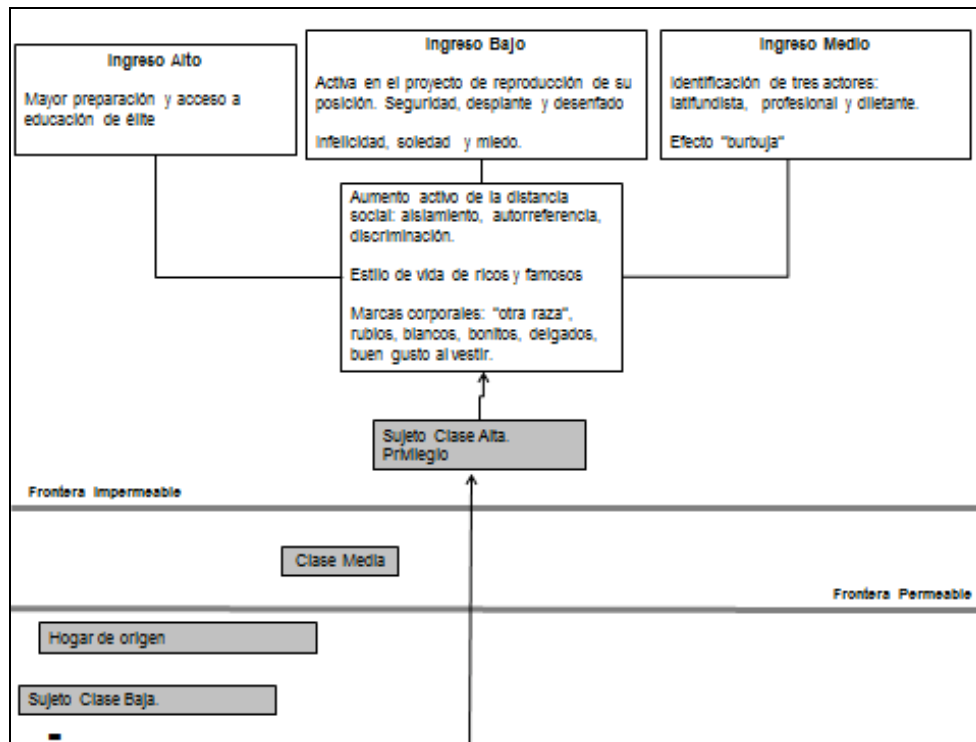 Ingreso Alto
Mayor preparación y acceso a
educación de élite
Ingreso Bajo
Activa en el proyecto de reproducción de su
posición. Seguridad, desplante y desenfado
Infelicidad, soledad y miedo.
Ingreso Medio
Identificación de tres actores:
latifundista, profesional y diletante.
Efecto "burbuja"
Aumento activo de la distancia
social: aislamiento, autorreferencia,
discriminación.
Estilo de vida de ricos y famosos
Marcas corporales: "otra raza",
rubios, blancos, bonitos, delgados,
buen gusto al vestir.
Sujeto Clase Alta.
Privilegio
Frontera Impermeable
Clase Media
Frontera Permeable
Hogar de origen
Sujeto Clase Baja.